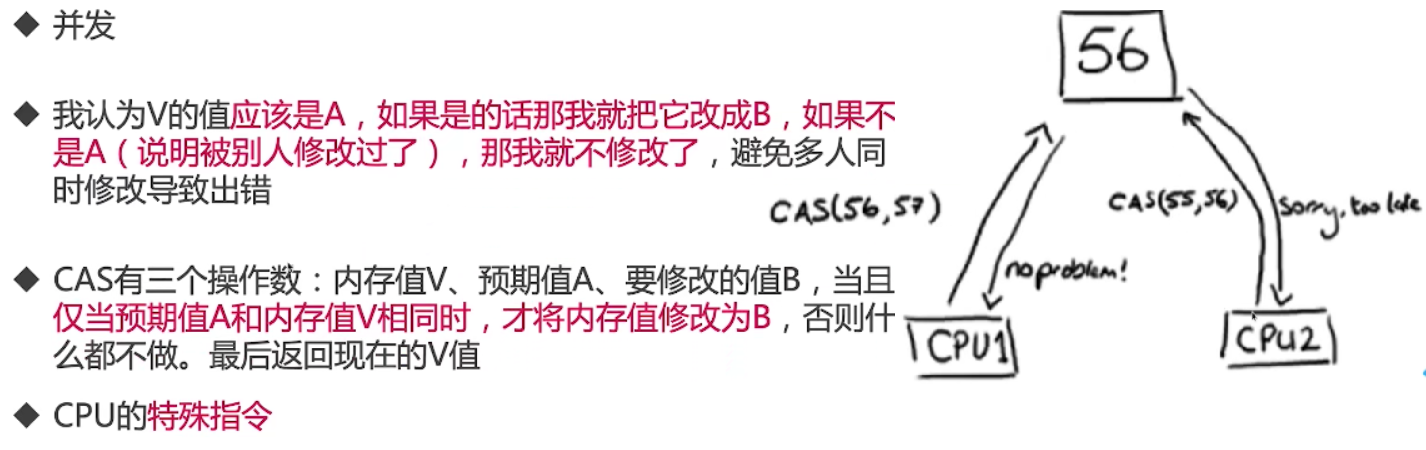 ◆ 并发
◆ 我认为V的值应该是A，如果是的话那我就把它改成B，如果不
是A（说明被别人修改过了），那我就不修改了，避免多人同
时修改导致出错
◆ CAS有三个操作数：内存值V、预期值A、要修改的值B，当且
仅当预期值A和内存值V相同时，才将内存值修改为B，否则什
么都不做。最后返回现在的V值
◆ CPU的特殊指令
56
CAS(56,57)
no problem!
CAS(55,56)
Sorry, too late
CPU1
CPU2